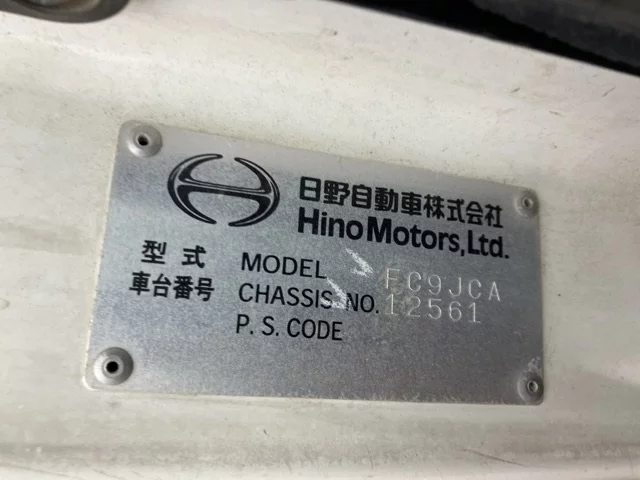 日野自動車株式会社
Hino Motors, Ltd.
型式 MODEL FC9JCA
車台番号 CHASSIS NO. 12561
P. S. CODE